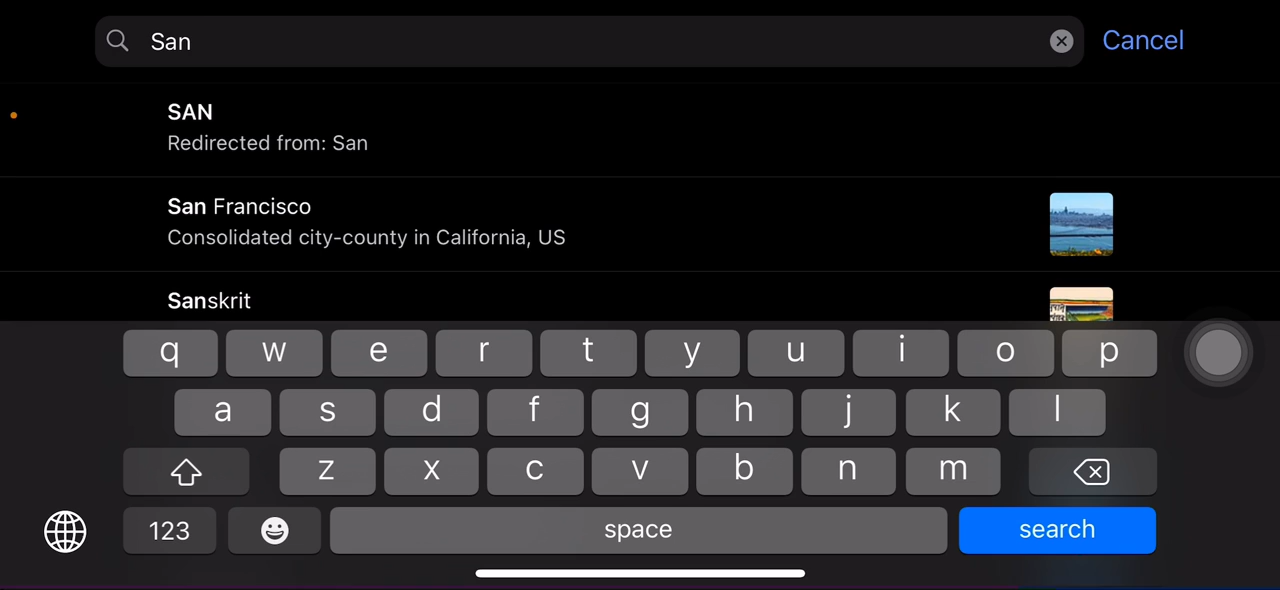 San
Cancel
SAN
Redirected from: San
San Francisco
Consolidated city-county in California, US
Sanskrit
q w e r t y u i o p
a s d f g h j k l
z x c v b n m
123 space search